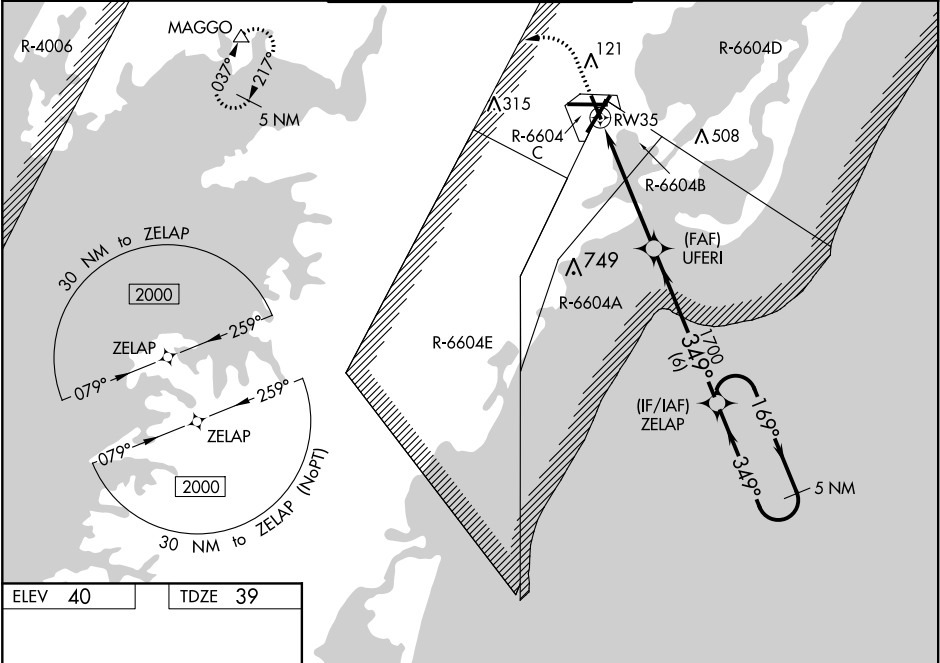 R-4006
MAGGO
037°
217°
5 NM
121
R-6604D
315
R-6604
C
RW35
508
R-6604B
(FAF)
UFERI
749
R-6604A
R-6604E
30 NM to ZELAP
2000
ZELAP
259°
079°
259°
079°
ZELAP
2000
30 NM to ZELAP (NoPT)
1700
349°
(6)
(IF/IAF)
ZELAP
169°
349°
5 NM
ELEV 40
TDZE 39